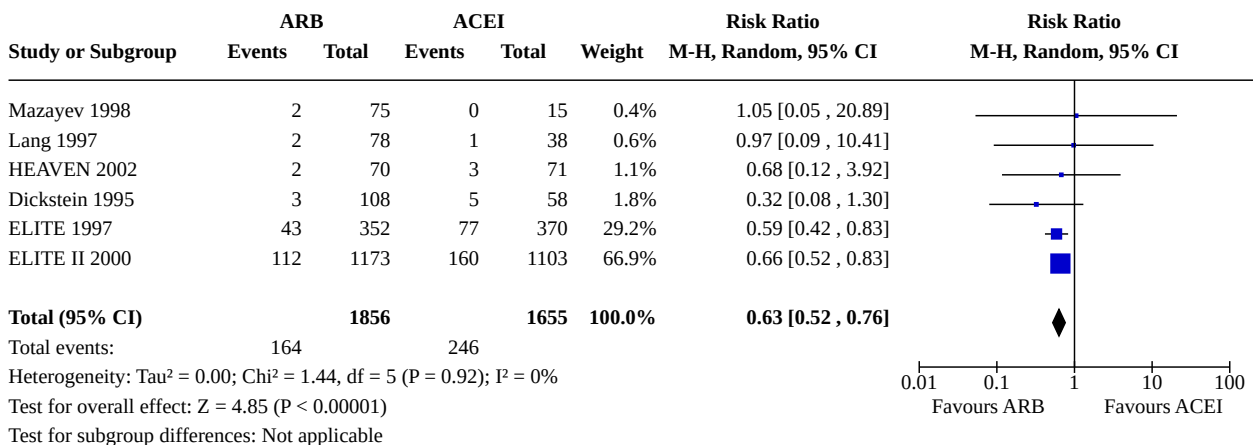 ARB ACEI Risk Ratio Risk Ratio
Study or Subgroup Events Total Events Total Weight M-H, Random, 95% CI M-H, Random, 95% CI
Mazayev 1998 2 75 0 15 0.4% 1.05 [0.05 , 20.89]
Lang 1997 2 78 1 38 0.6% 0.97 [0.09 , 10.41]
HEAVEN 2002 2 70 3 71 1.1% 0.68 [0.12 , 3.92]
Dickstein 1995 3 108 5 58 1.8% 0.32 [0.08 , 1.30]
ELITE 1997 43 352 77 370 29.2% 0.59 [0.42 , 0.83]
ELITE II 2000 112 1173 160 1103 66.9% 0.66 [0.52 , 0.83]
Total (95% CI) 1856 1655 100.0% 0.63 [0.52 , 0.76]
Total events: 164 246
Heterogeneity: Tau² = 0.00; Chi² = 1.44, df = 5 (P = 0.92); I² = 0%
0.01 0.1 1 10 100
Test for overall effect: Z = 4.85 (P < 0.00001)
Favours ARB Favours ACEI
Test for subgroup differences: Not applicable